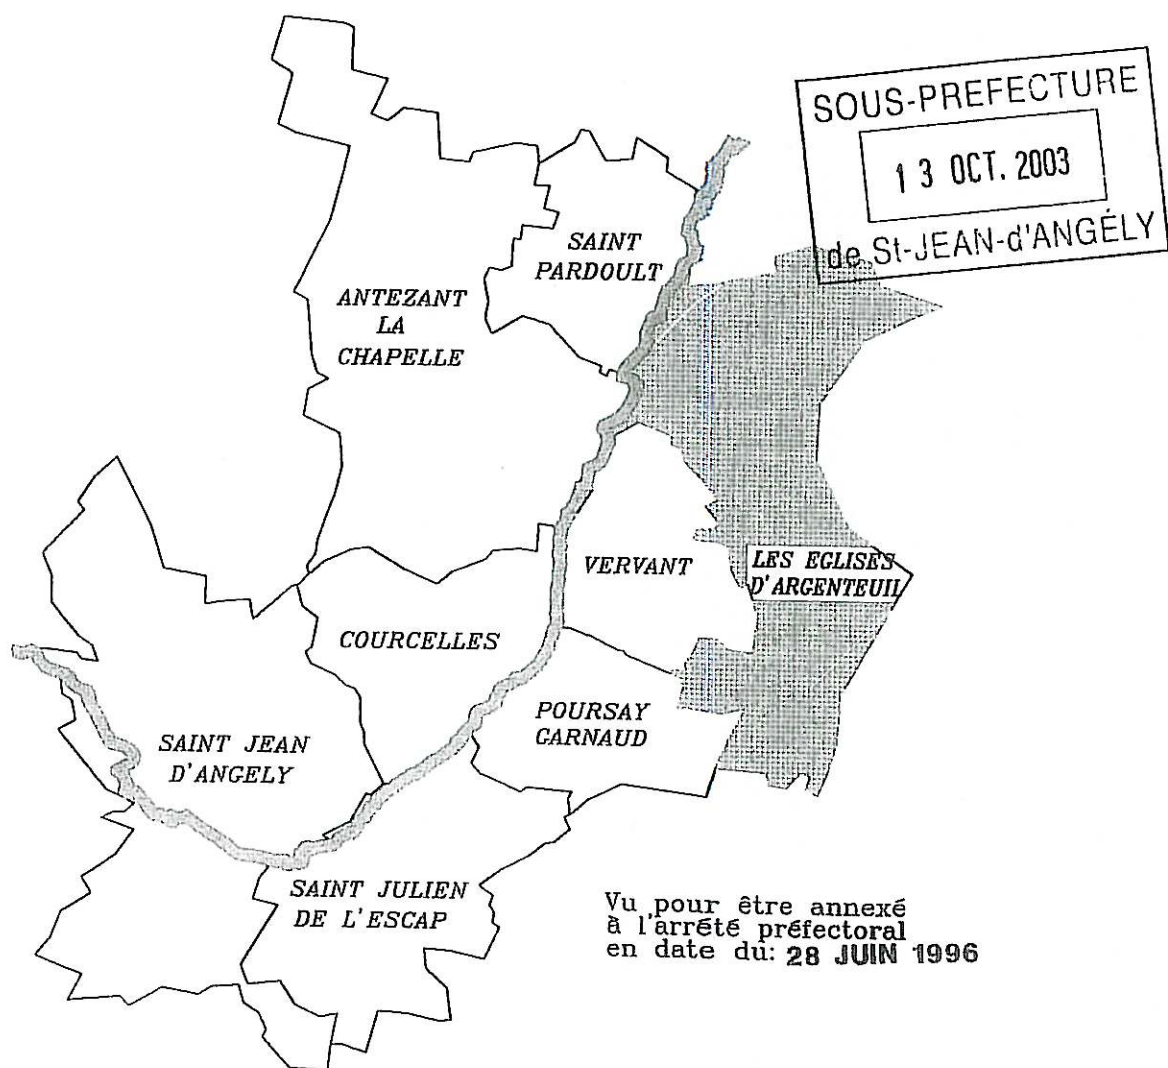 SOUS-PREFECTURE
13 OCT. 2003
de St-JEAN-d'ANGÉLY
SAINT
PARDOULT
ANTEZANT
LA
CHAPELLE
VERVANT
LES EGLISES
D'ARGENTEUIL
COURCELLES
POURSAY
GARNAUD
SAINT JEAN
D'ANGELY
SAINT JULIEN
DE L'ESCAP
Vu pour être annexé
à l'arrété préfectoral
en date du: 28 JUIN 1996